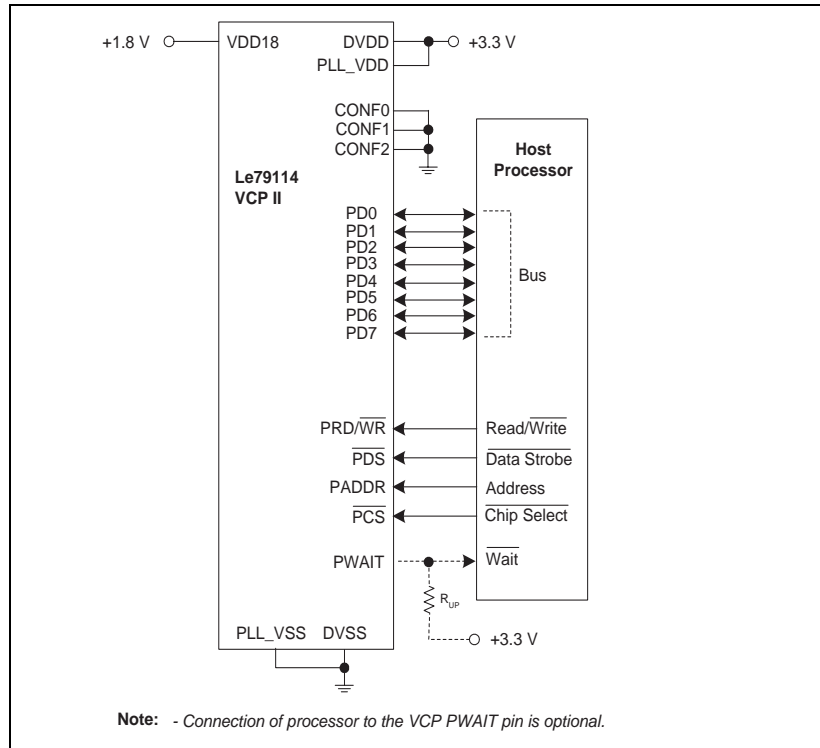 +1.8 V VDD18 DVDD +3.3 V
PLL_VDD
CONF0
CONF1
CONF2
Host
Processor
Le79114
VCP II
PD0
PD1
PD2
PD3
PD4
PD5
PD6
PD7
Bus
PRD/WR Read/Write
PDS Data Strobe
PADDR Address
PCS Chip Select
PWAIT Wait
RUP
+3.3 V
PLL_VSS DVSS
Note: - Connection of processor to the VCP PWAIT pin is optional.